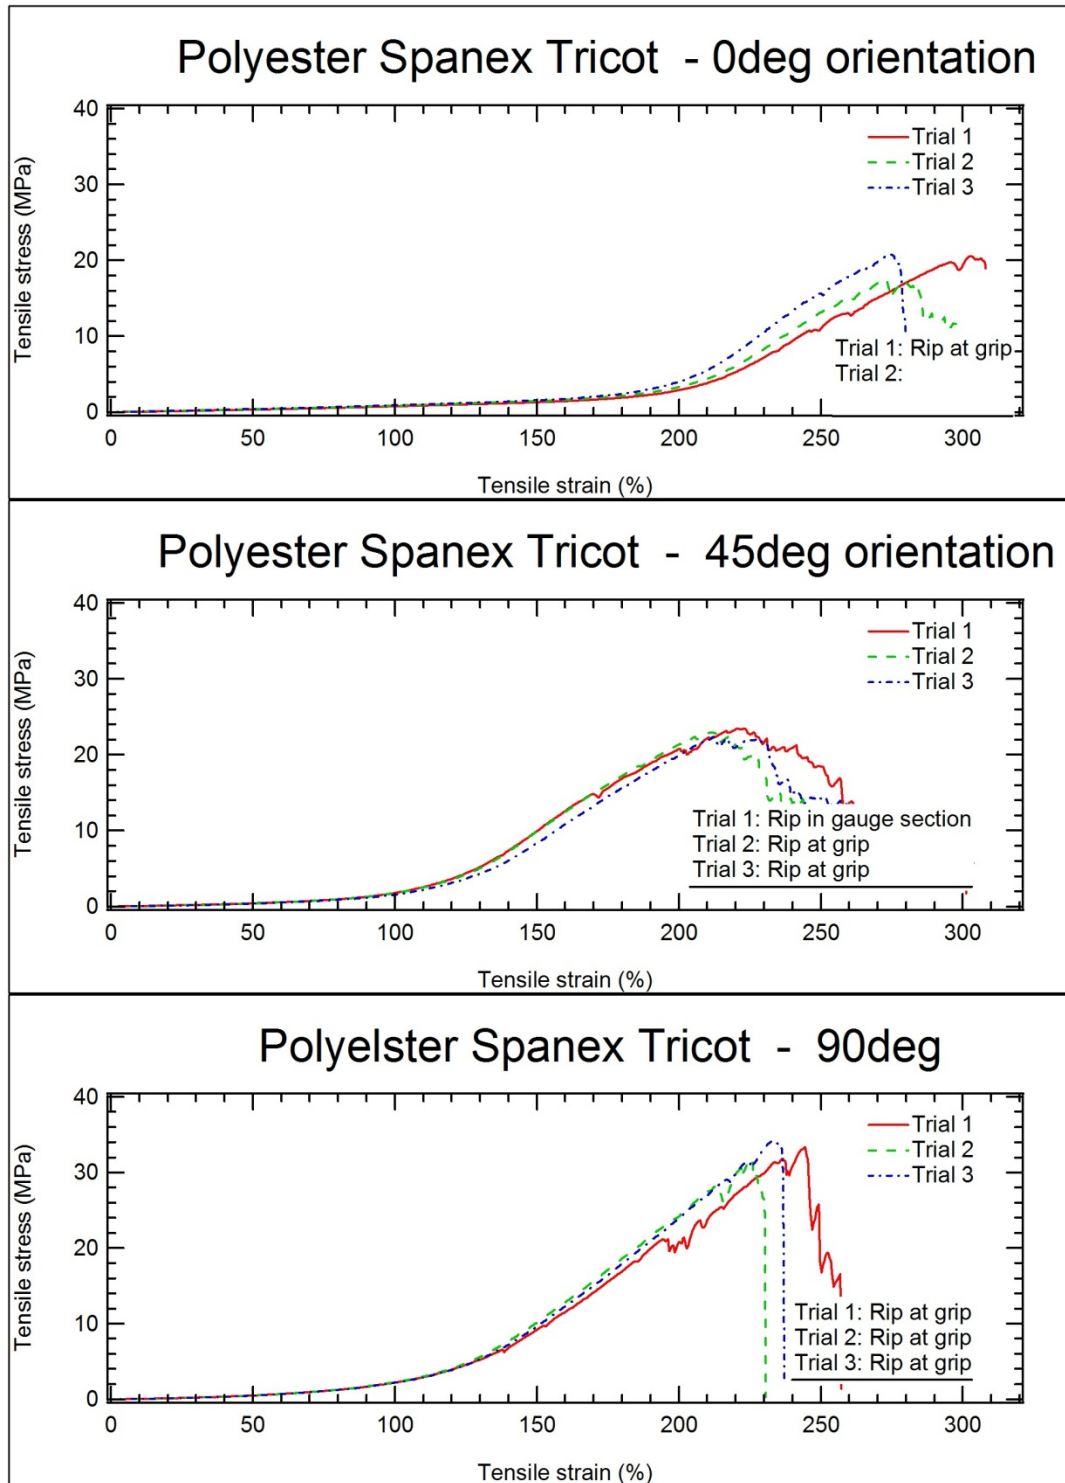 Polyester Spanex Tricot - 0deg orientation
40
30
20
10
0
Tensile stress (MPa)
Trial 1
Trial 2
Trial 3
Trial 1: Rip at grip
Trial 2:
0 50 100 150 200 250 300
Tensile strain (%)
Polyester Spanex Tricot - 45deg orientation
40
30
20
10
0
Tensile stress (MPa)
Trial 1
Trial 2
Trial 3
Trial 1: Rip in gauge section
Trial 2: Rip at grip
Trial 3: Rip at grip
0 50 100 150 200 250 300
Tensile strain (%)
Polyelster Spanex Tricot - 90deg
40
30
20
10
0
Tensile stress (MPa)
Trial 1
Trial 2
Trial 3
Trial 1: Rip at grip
Trial 2: Rip at grip
Trial 3: Rip at grip
0 50 100 150 200 250 300
Tensile strain (%)